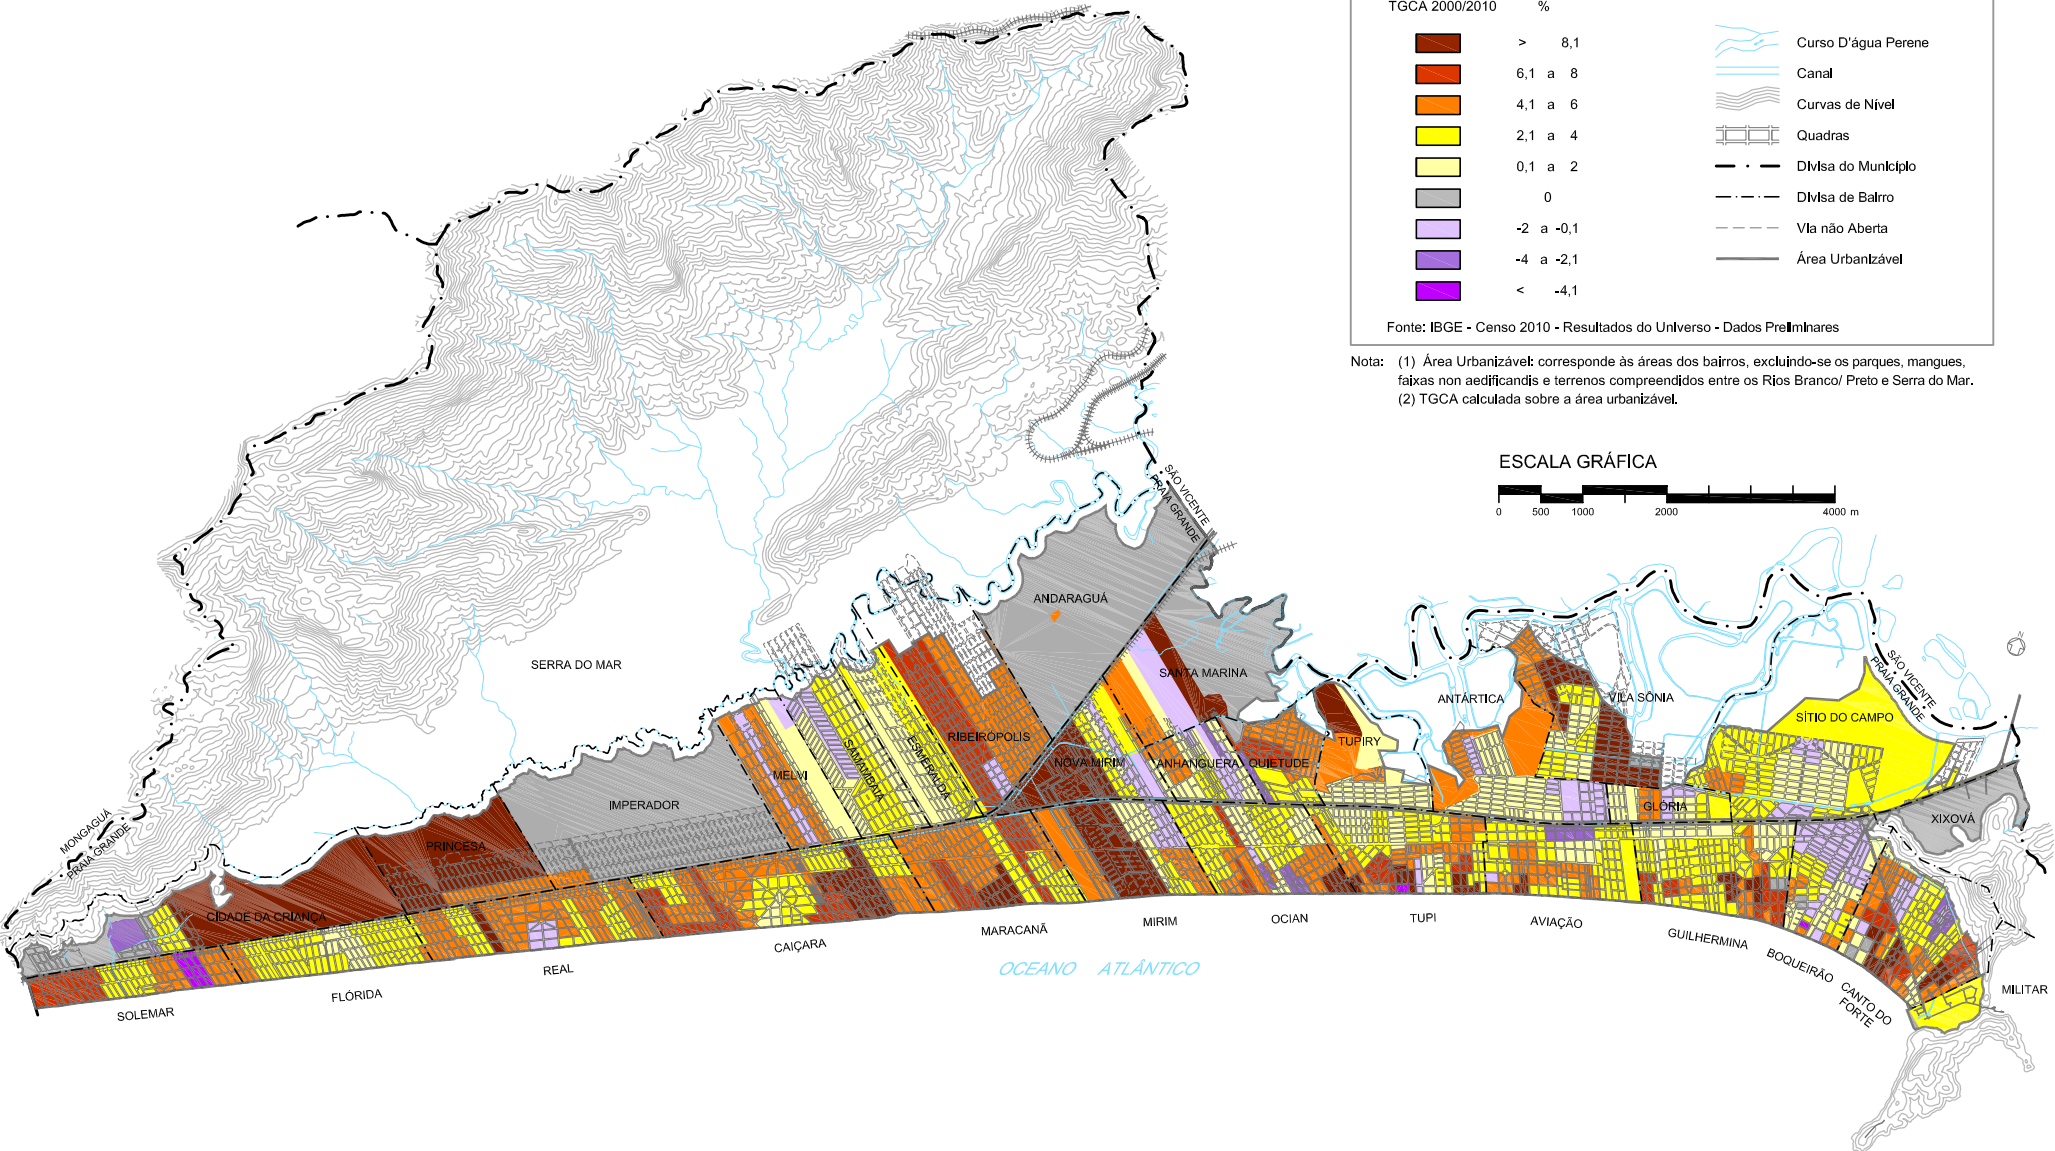 TGCA 2000/2010 %
> 8,1
6,1 a 8
4,1 a 6
2,1 a 4
0,1 a 2
0
-2 a -0,1
-4 a -2,1
< -4,1
Curso D'água Perene
Canal
Curvas de Nível
Quadras
Divisa do Município
Divisa de Bairro
Via não Aberta
Área Urbanizável
Fonte: IBGE - Censo 2010 - Resultados do Universo - Dados Preliminares
Nota: (1) Área Urbanizável: corresponde às áreas dos bairros, excluindo-se os parques, mangues,
faixas non aedificandis e terrenos compreendidos entre os Rios Branco/ Preto e Serra do Mar.
(2) TGCA calculada sobre a área urbanizável.
ESCALA GRÁFICA
0 500 1000 2000 4000 m
N
SÃO VICENTE
PRAIA GRANDE
ANDARAGUÁ
SERRA DO MAR
SANTA MARINA
ANTÁRTICA
VILA SÔNIA
SÃO VICENTE
PRAIA GRANDE
SÍTIO DO CAMPO
RIBEIRÓPOLIS
TUPIRY
NOVA MIRIM
ANHANGUERA
QUIETUDE
SAMAMBAIA
ESMERALDA
MELVI
IMPERADOR
GLÓRIA
XIXOVÁ
MONGAGUÁ
PRAIA GRANDE
PRINCESA
CIDADE DA CRIANÇA
SOLEMAR
FLÓRIDA
REAL
CAIÇARA
MARACANÃ
MIRIM
OCIAN
TUPI
AVIAÇÃO
GUILHERMINA
BOQUEIRÃO
CANTO DO
FORTE
MILITAR
OCEANO ATLÂNTICO